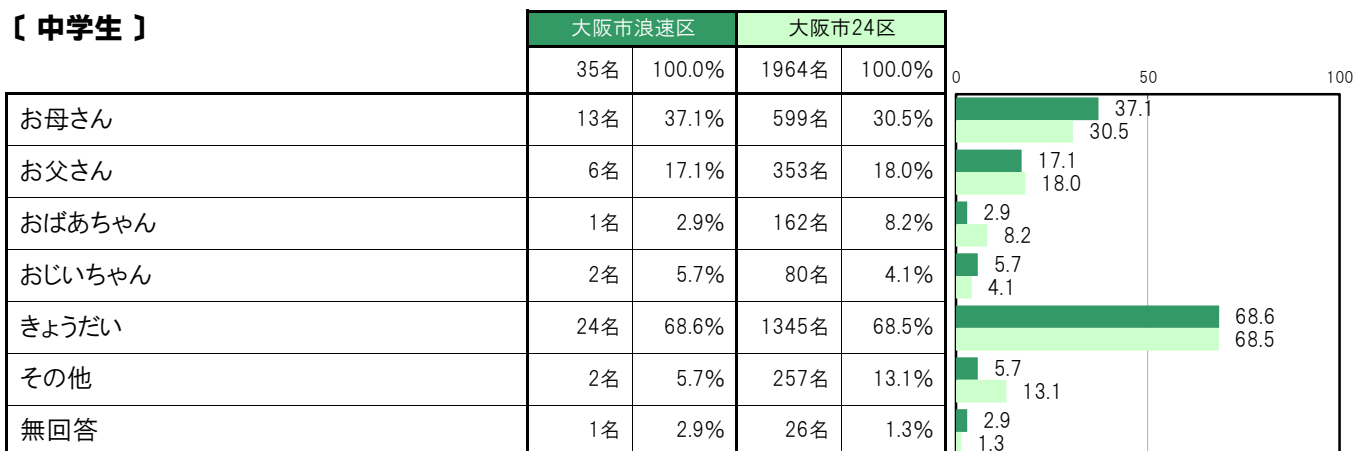 〔 中学生 〕
大阪市浪速区 大阪市24区
35名 100.0% 1964名 100.0%
0 50 100
お母さん 13名 37.1% 599名 30.5%
37.1
30.5
お父さん 6名 17.1% 353名 18.0%
17.1
18.0
おばあちゃん 1名 2.9% 162名 8.2%
2.9
8.2
おじいちゃん 2名 5.7% 80名 4.1%
5.7
4.1
きょうだい 24名 68.6% 1345名 68.5%
68.6
68.5
その他 2名 5.7% 257名 13.1%
5.7
13.1
無回答 1名 2.9% 26名 1.3%
2.9
1.3